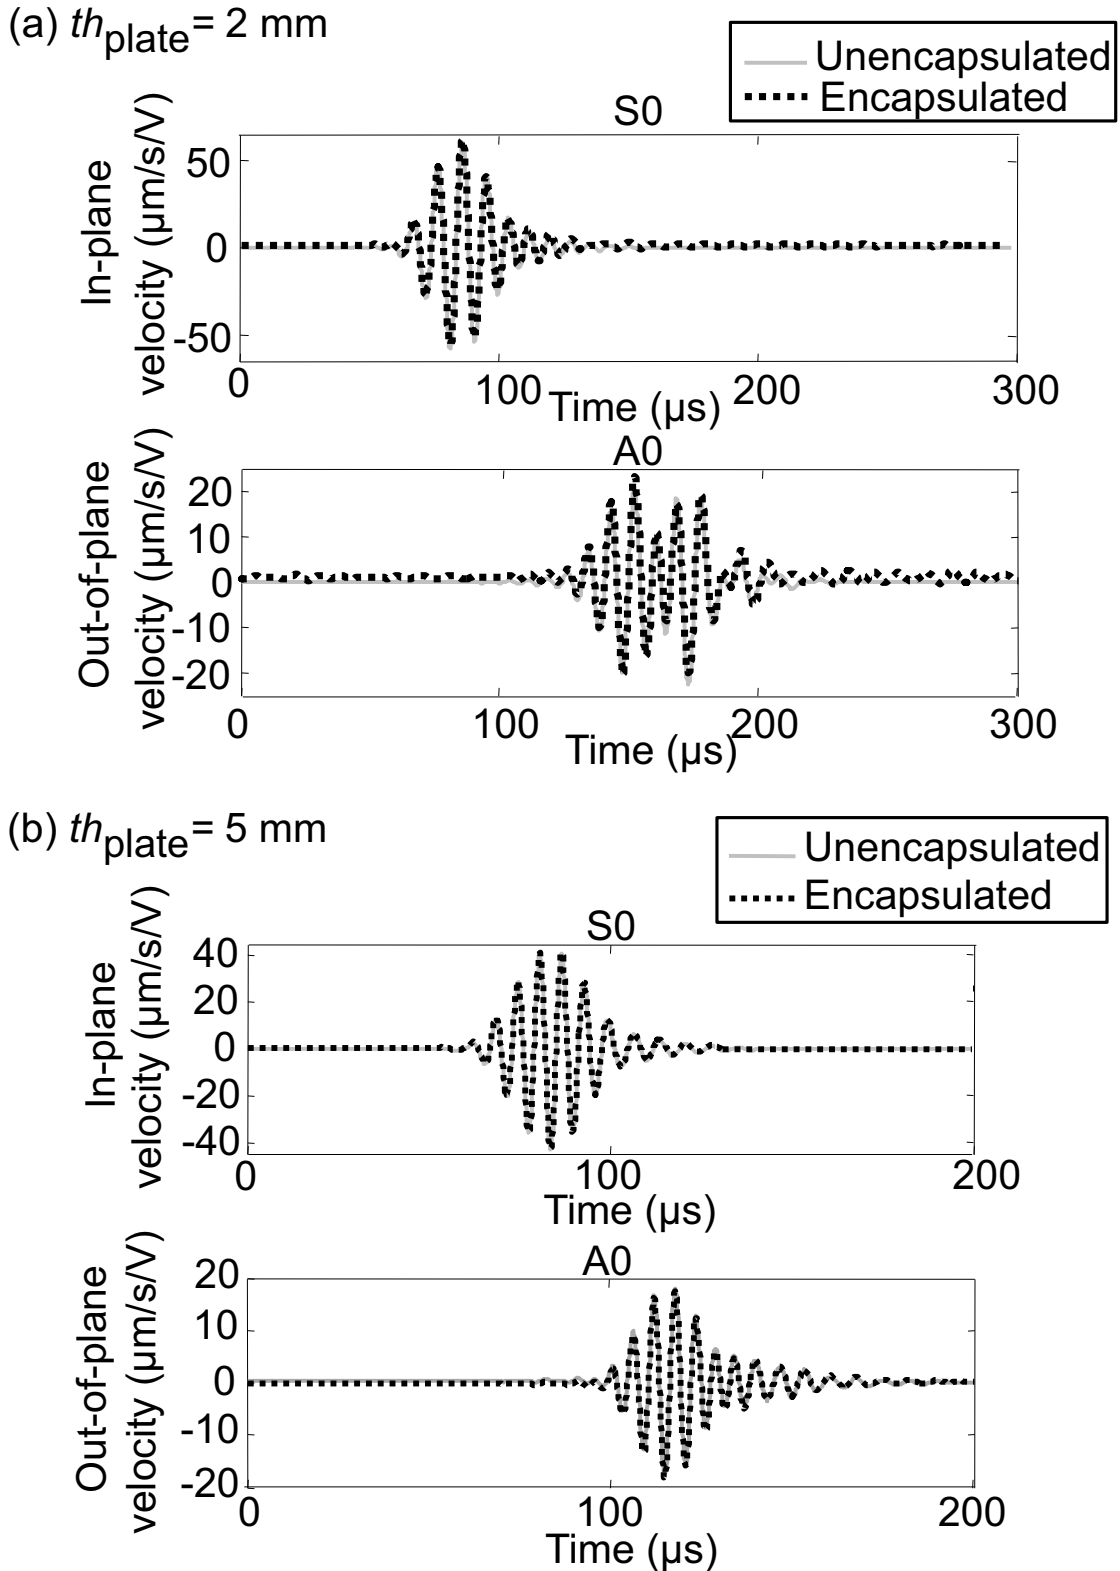 (a) th_plate = 2 mm
Unencapsulated
Encapsulated
S0
In-plane
velocity (µm/s/V)
50
0
-50
0 100 200 300
Time (µs)
A0
Out-of-plane
velocity (µm/s/V)
20
10
0
-10
-20
0 100 200 300
Time (µs)
(b) th_plate = 5 mm
Unencapsulated
Encapsulated
S0
In-plane
velocity (µm/s/V)
40
20
0
-20
-40
0 100 200
Time (µs)
A0
Out-of-plane
velocity (µm/s/V)
20
10
0
-10
-20
0 100 200
Time (µs)